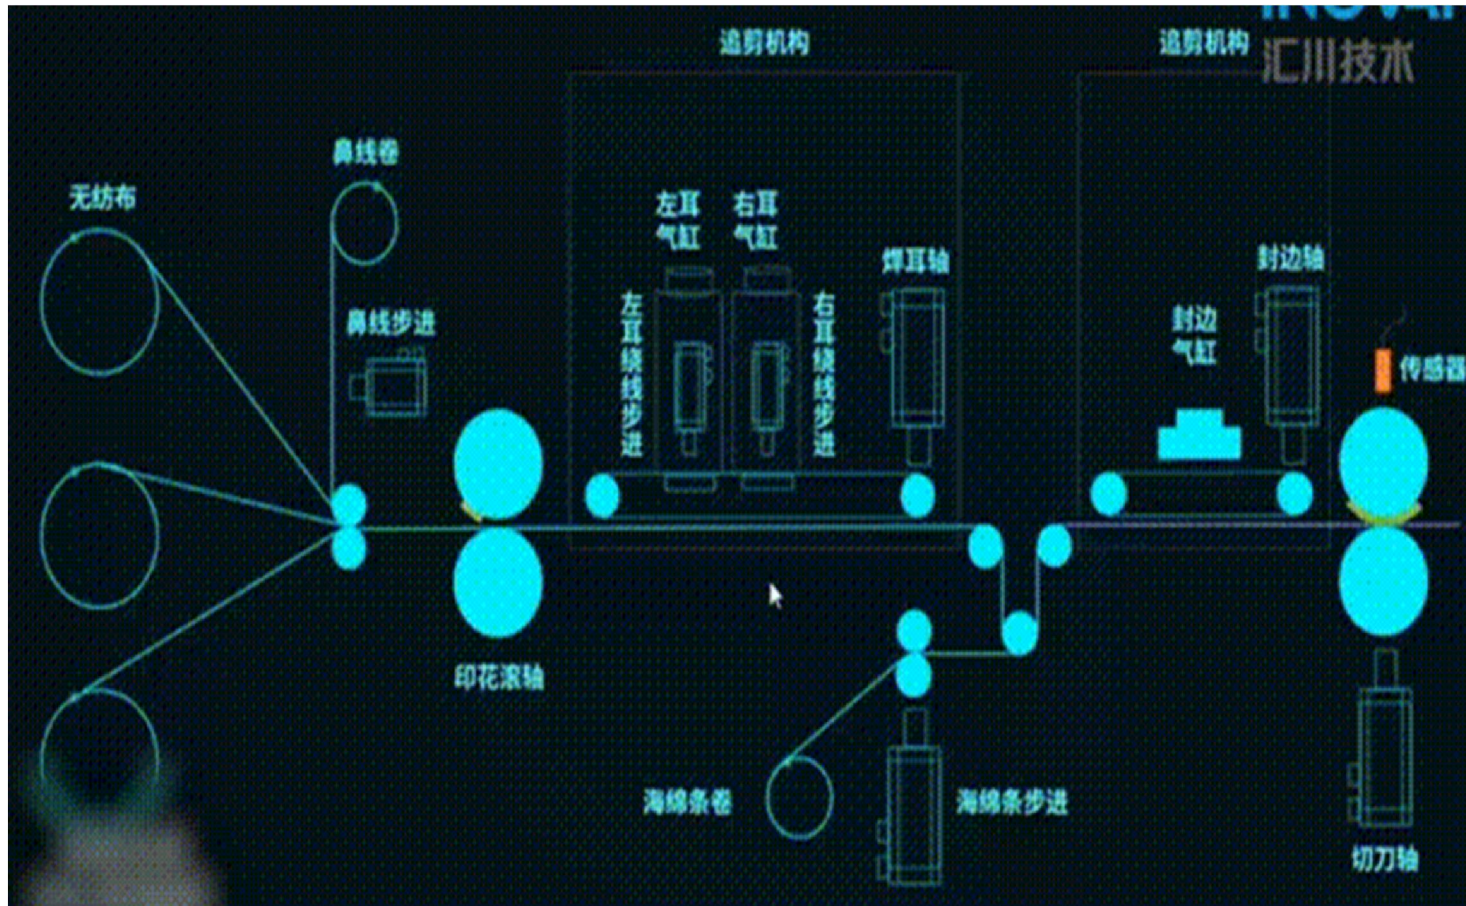 追剪机构
追剪机构
汇川技术
鼻线卷
无纺布
左耳
气缸
右耳
气缸
焊耳轴
封边轴
左耳绕线步进
右耳绕线步进
鼻线步进
封边
气缸
传感器
印花滚轴
海绵条卷
海绵条步进
切刀轴